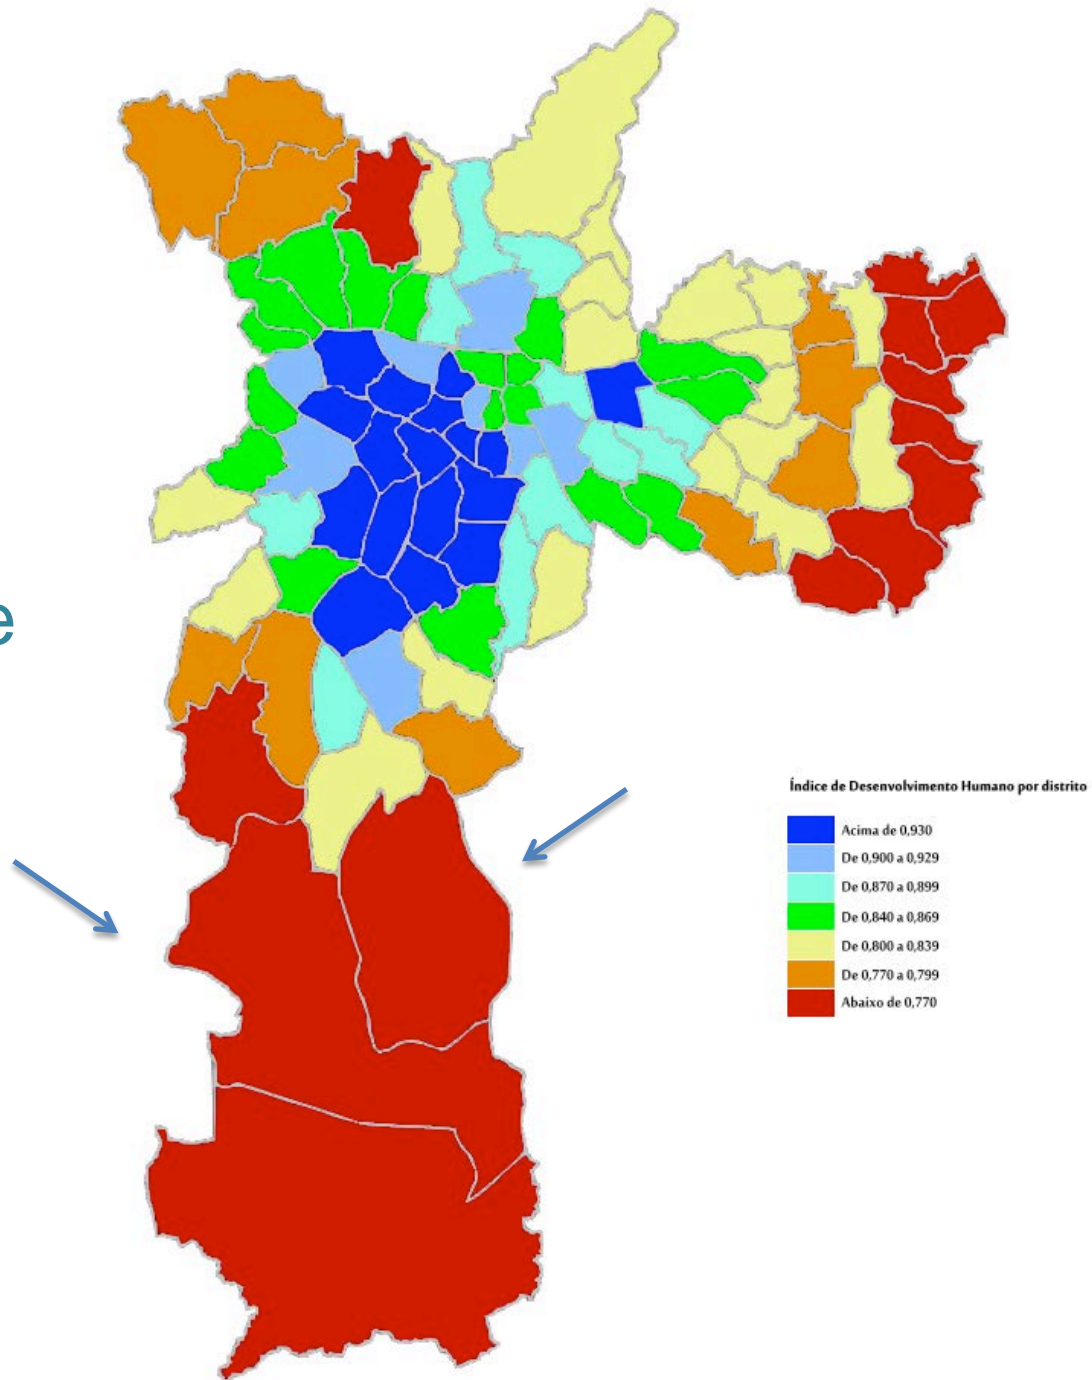 e
Índice de Desenvolvimento Humano por distrito
Acima de 0,930
De 0,900 a 0,929
De 0,870 a 0,899
De 0,840 a 0,869
De 0,800 a 0,839
De 0,770 a 0,799
Abaixo de 0,770